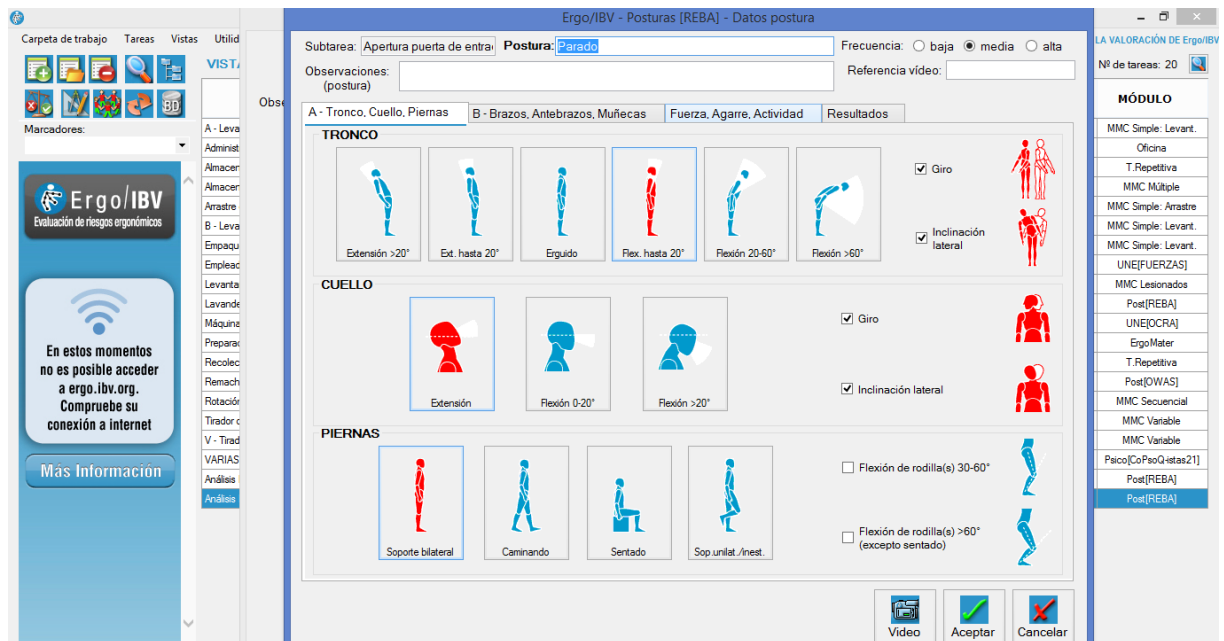 Ergo/IBV - Posturas [REBA] - Datos postura
Carpeta de trabajo Tareas Vistas Utilid
Subtarea: Apertura puerta de entra Postura: Parado Frecuencia: baja media alta
LA VALORACIÓN DE Ergo/IBV
VISTA
Observaciones: (postura)
Referencia vídeo:
Nº de tareas: 20
BD
Obse
MÓDULO
Marcadores:
A - Tronco, Cuello, Piernas B - Brazos, Antebrazos, Muñecas Fuerza, Agarre, Actividad Resultados
A - Leva
Administ
Almacer
Almacer
Arrastre
B - Leva
Empaqu
Emplead
Levanta
Lavande
Máquina
Preparac
Recolec
Remach
Rotación
Tirador c
V - Tirad
VARIAS
Análisis
Análisis
Ergo/IBV
Evaluación de riesgos ergonómicos
En estos momentos
no es posible acceder
a ergo.ibv.org.
Compruebe su
conexión a internet
Más Información
TRONCO
Extensión >20° Ext. hasta 20° Erguido Flex. hasta 20° Flexión 20-60° Flexión >60°
Giro
Inclinación
lateral
CUELLO
Extensión Flexión 0-20° Flexión >20°
Giro
Inclinación lateral
PIERNAS
Soporte bilateral Caminando Sentado Sop.unilat./inest.
Flexión de rodilla(s) 30-60°
Flexión de rodilla(s) >60°
(excepto sentado)
Video Aceptar Cancelar
MMC Simple: Levant.
Oficina
T.Repetitiva
MMC Múltiple
MMC Simple: Arrastre
MMC Simple: Levant.
MMC Simple: Levant.
UNE[FUERZAS]
MMC Lesionados
Post[REBA]
UNE[OCRA]
ErgoMater
T.Repetitiva
Post[OWAS]
MMC Secuencial
MMC Variable
MMC Variable
Psico[CoPsoQ-istas21]
Post[REBA]
Post[REBA]